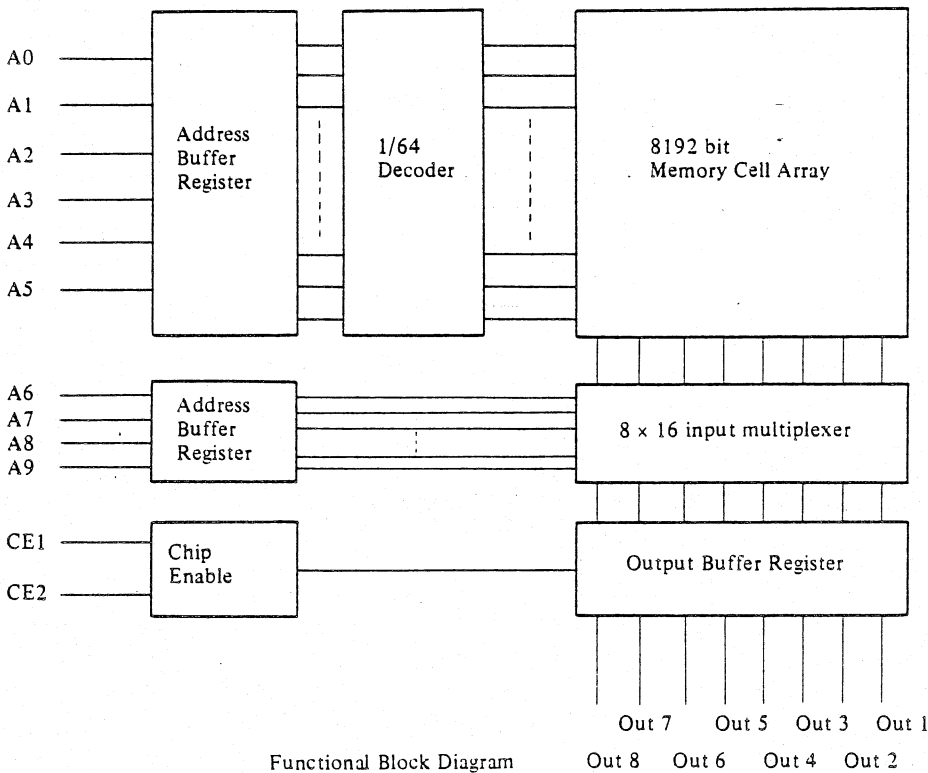 A0
A1
A2
A3
A4
A5
Address
Buffer
Register
1/64
Decoder
8192 bit
Memory Cell Array
A6
A7
A8
A9
Address
Buffer
Register
8 × 16 input multiplexer
CE1
CE2
Chip
Enable
Output Buffer Register
Out 7 Out 5 Out 3 Out 1
Out 8 Out 6 Out 4 Out 2
Functional Block Diagram